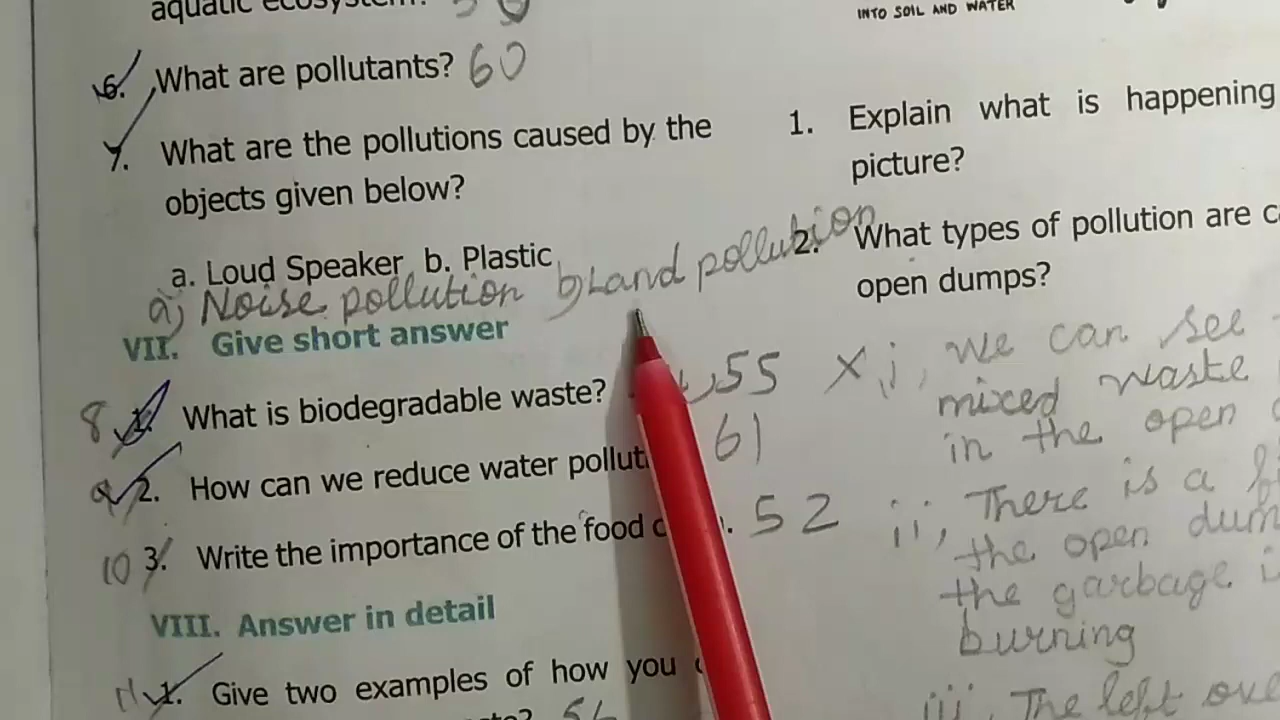 aquatic ecosystem?
6. What are pollutants? 60
7. What are the pollutions caused by the
objects given below?
a. Loud Speaker b. Plastic
a) Noise pollution b) Land pollution
VII. Give short answer
8 1. What is biodegradable waste? 55
9 2. How can we reduce water 61
10 3. Write the importance of the food 52
VIII. Answer in detail
11 1. Give two examples of how you
INTO SOIL AND WATER
1. Explain what is happening
picture?
2. What types of pollution are
open dumps?
X i, we can see
mixed waste
in the open
ii, There is a
the open
the garbage
burning
iii, The left